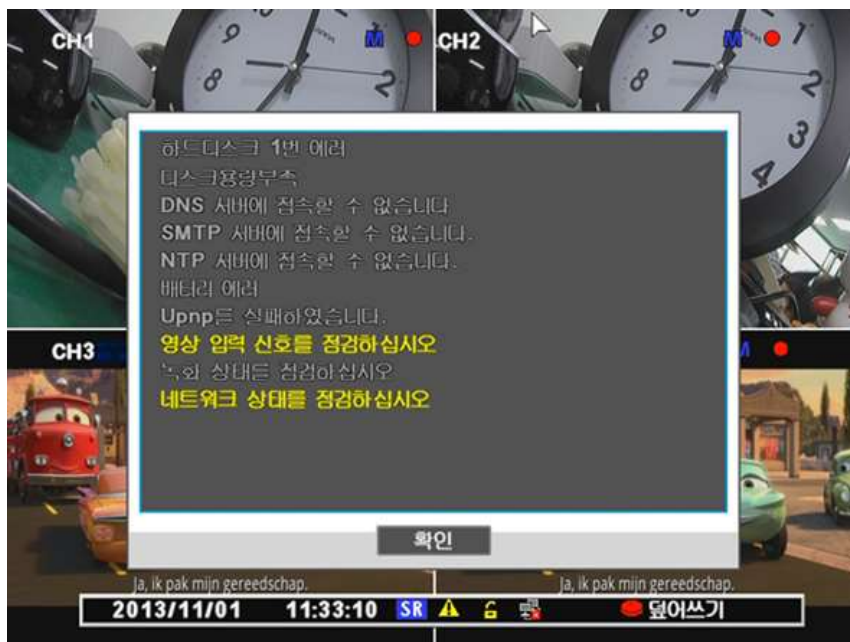 CH1
M
CH2
M
하드디스크 1번 에러
디스크용량부족
DNS 서버에 접속할 수 없습니다
SMTP 서버에 접속할 수 없습니다.
NTP 서버에 접속할 수 없습니다.
배터리 에러
Upnp를 실패하였습니다.
영상 입력 신호를 점검하십시오
녹화 상태를 점검하십시오
네트워크 상태를 점검하십시오
CH3
M
확인
Ja, ik pak mijn gereedschap.
Ja, ik pak mijn gereedschap.
2013/11/01 11:33:10 SR 덮어쓰기